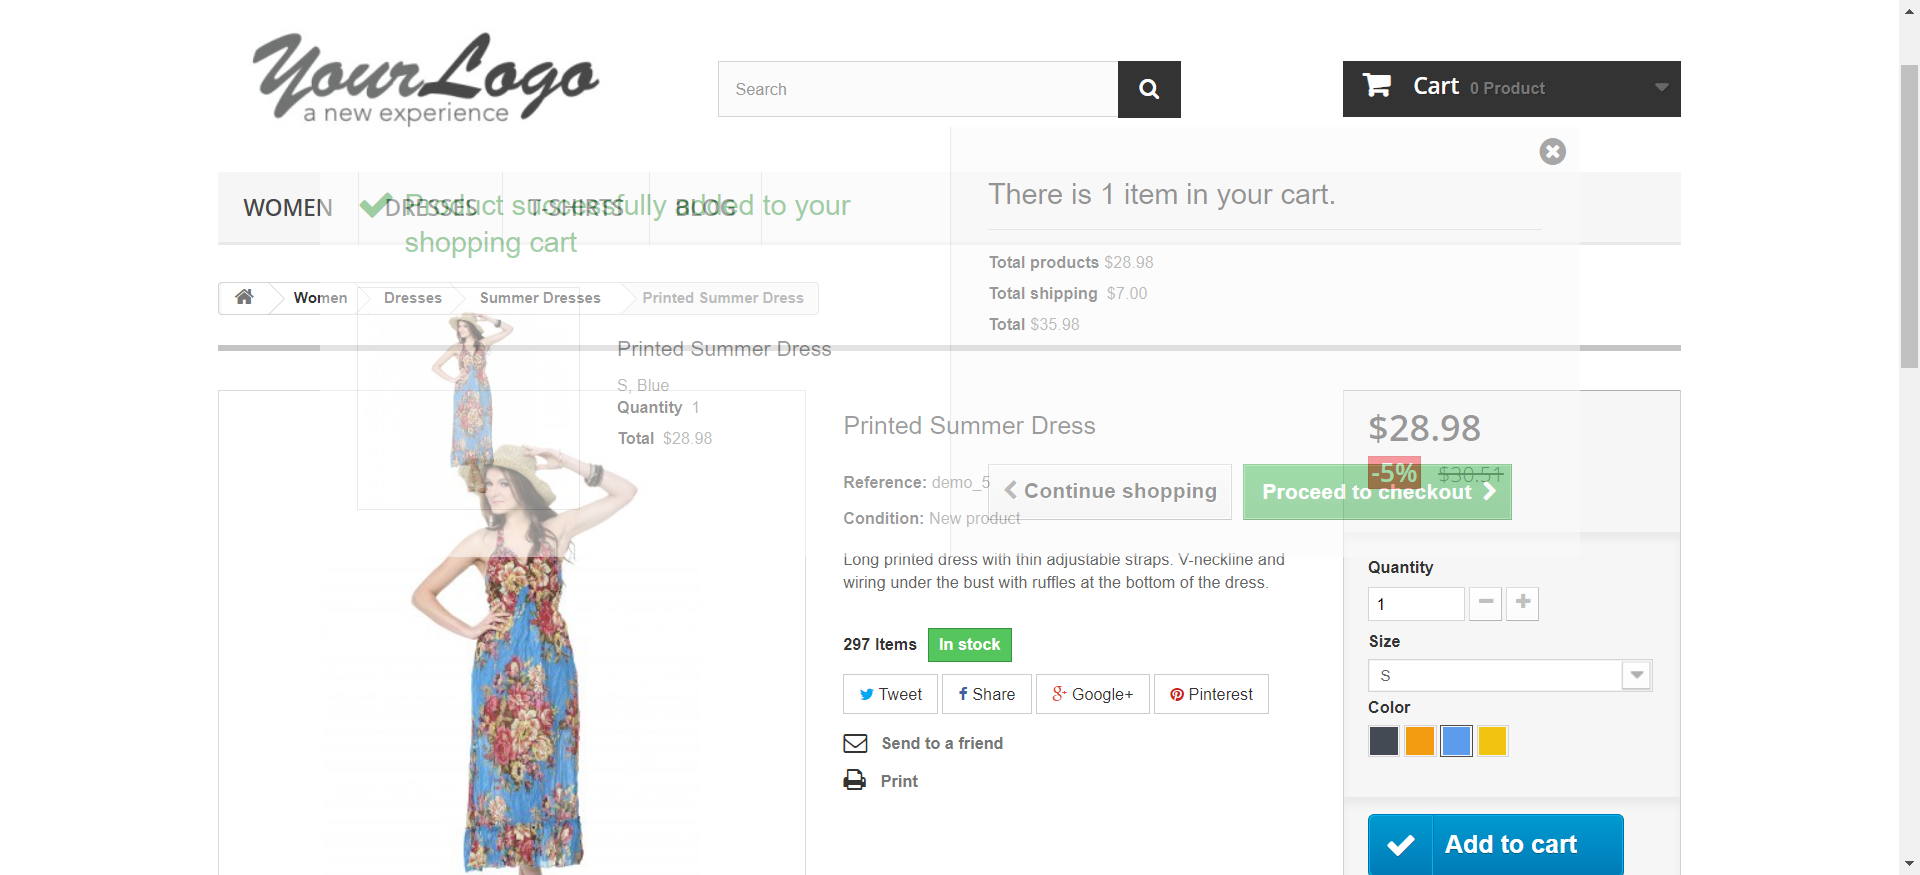 YourLogo
a new experience
Search
Cart 0 Product
WOMEN DRESSES T-SHIRTS BLOG
Product successfully added to your
shopping cart
There is 1 item in your cart.
Total products $28.98
Total shipping $7.00
Total $35.98
Women Dresses Summer Dresses Printed Summer Dress
Printed Summer Dress
S, Blue
Quantity 1
Total $28.98
Continue shopping
Proceed to checkout
Printed Summer Dress
Reference: demo_5
Condition: New product
Long printed dress with thin adjustable straps. V-neckline and
wiring under the bust with ruffles at the bottom of the dress.
297 Items In stock
Tweet Share Google+ Pinterest
Send to a friend
Print
$28.98
-5% $30.51
Quantity
1
Size
S
Color
Add to cart